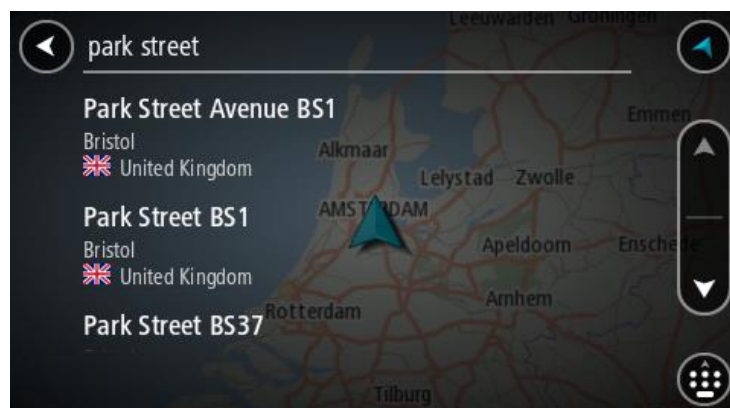 Leeuwarden Groningen
park street
Park Street Avenue BS1
Bristol
United Kingdom
Emmen
Alkmaar
Lelystad Zwolle
Park Street BS1
Bristol
United Kingdom
AMSTERDAM
Apeldoorn
Enschede
Arnhem
Rotterdam
Park Street BS37
Tilburg